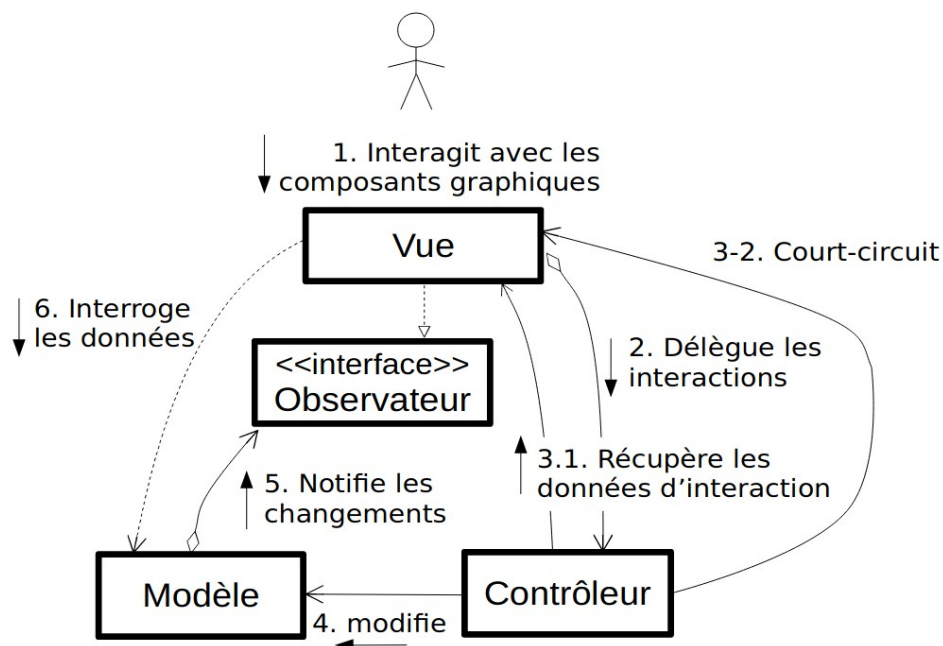 1. Interagit avec les
composants graphiques
Vue
3-2. Court-circuit
6. Interroge
les données
<<interface>>
Observateur
2. Délègue les
interactions
3.1. Récupère les
données d’interaction
5. Notifie les
changements
Modèle
Contrôleur
4. modifie